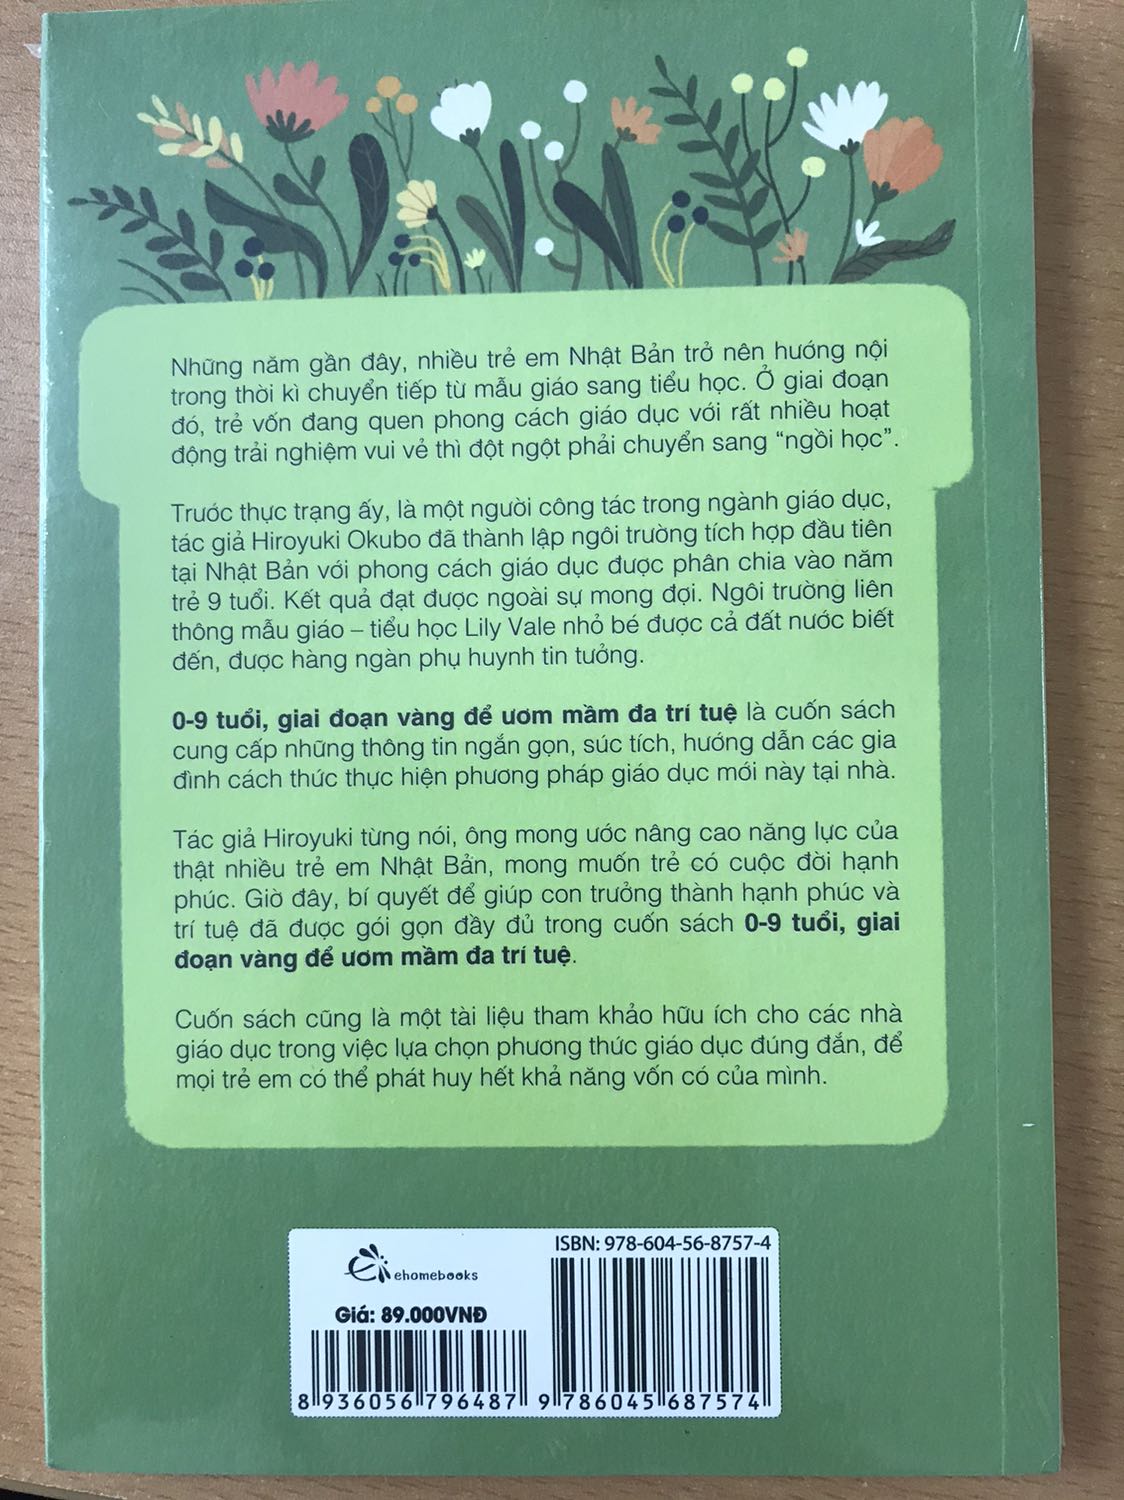 Những năm gần đây, nhiều trẻ em Nhật Bản trở nên hướng nội
trong thời kì chuyển tiếp từ mẫu giáo sang tiểu học. Ở giai đoạn
đó, trẻ vốn đang quen phong cách giáo dục với rất nhiều hoạt
động trải nghiệm vui vẻ thì đột ngột phải chuyển sang “ngồi học”.
Trước thực trạng ấy, là một người công tác trong ngành giáo dục,
tác giả Hiroyuki Okubo đã thành lập ngôi trường tích hợp đầu tiên
tại Nhật Bản với phong cách giáo dục được phân chia vào năm
trẻ 9 tuổi. Kết quả đạt được ngoài sự mong đợi. Ngôi trường liên
thông mẫu giáo – tiểu học Lily Vale nhỏ bé được cả đất nước biết
đến, được hàng ngàn phụ huynh tin tưởng.
0-9 tuổi, giai đoạn vàng để ươm mầm đa trí tuệ là cuốn sách
cung cấp những thông tin ngắn gọn, súc tích, hướng dẫn các gia
đình cách thức thực hiện phương pháp giáo dục mới này tại nhà.
Tác giả Hiroyuki từng nói, ông mong ước nâng cao năng lực của
thật nhiều trẻ em Nhật Bản, mong muốn trẻ có cuộc đời hạnh
phúc. Giờ đây, bí quyết để giúp con trưởng thành hạnh phúc và
trí tuệ đã được gói gọn đầy đủ trong cuốn sách 0-9 tuổi, giai
đoạn vàng để ươm mầm đa trí tuệ.
Cuốn sách cũng là một tài liệu tham khảo hữu ích cho các nhà
giáo dục trong việc lựa chọn phương thức giáo dục đúng đắn, để
mọi trẻ em có thể phát huy hết khả năng vốn có của mình.
ehomebooks
Giá: 89.000VNĐ
8 936056 796487
ISBN: 978-604-56-8757-4
9 786045 687574